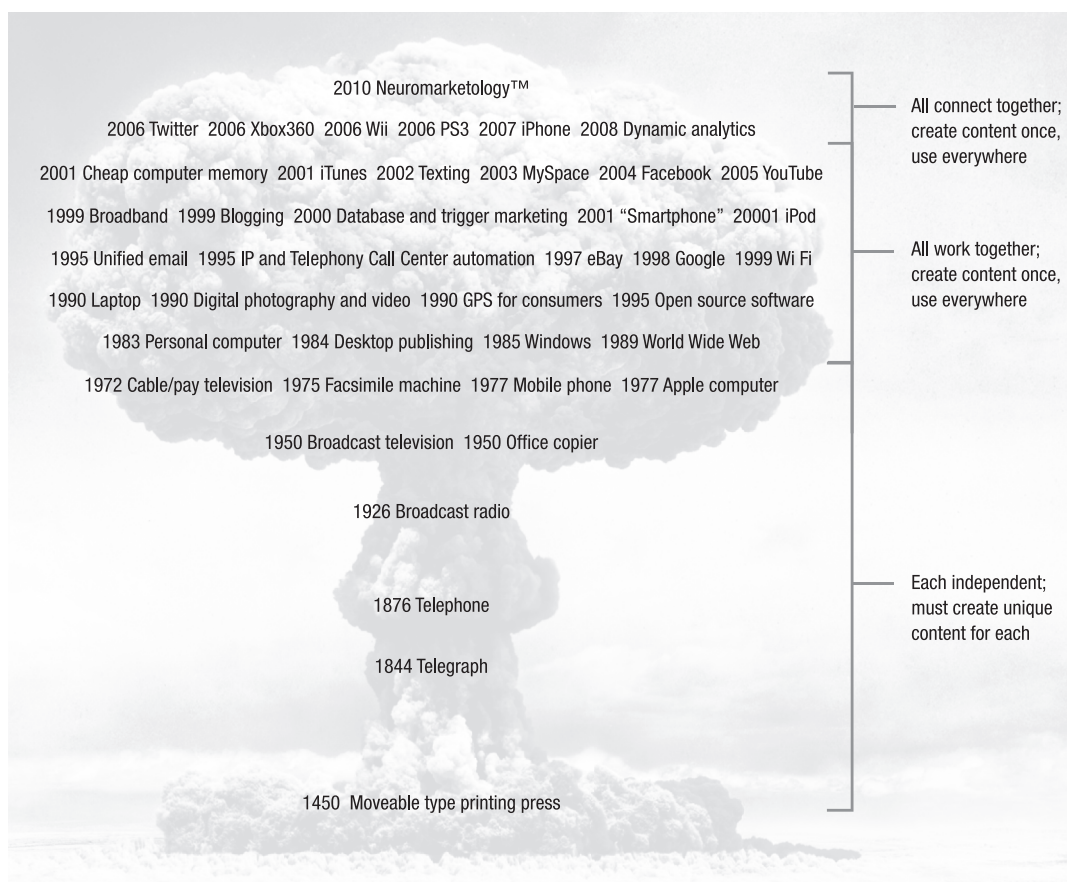 2010 Neuromarketology™
2006 Twitter 2006 Xbox360 2006 Wii 2006 PS3 2007 iPhone 2008 Dynamic analytics
2001 Cheap computer memory 2001 iTunes 2002 Texting 2003 MySpace 2004 Facebook 2005 YouTube
1999 Broadband 1999 Blogging 2000 Database and trigger marketing 2001 “Smartphone” 20001 iPod
1995 Unified email 1995 IP and Telephony Call Center automation 1997 eBay 1998 Google 1999 Wi Fi
1990 Laptop 1990 Digital photography and video 1990 GPS for consumers 1995 Open source software
1983 Personal computer 1984 Desktop publishing 1985 Windows 1989 World Wide Web
1972 Cable/pay television 1975 Facsimile machine 1977 Mobile phone 1977 Apple computer
1950 Broadcast television 1950 Office copier
1926 Broadcast radio
1876 Telephone
1844 Telegraph
1450 Moveable type printing press
All connect together;
create content once,
use everywhere
All work together;
create content once,
use everywhere
Each independent;
must create unique
content for each